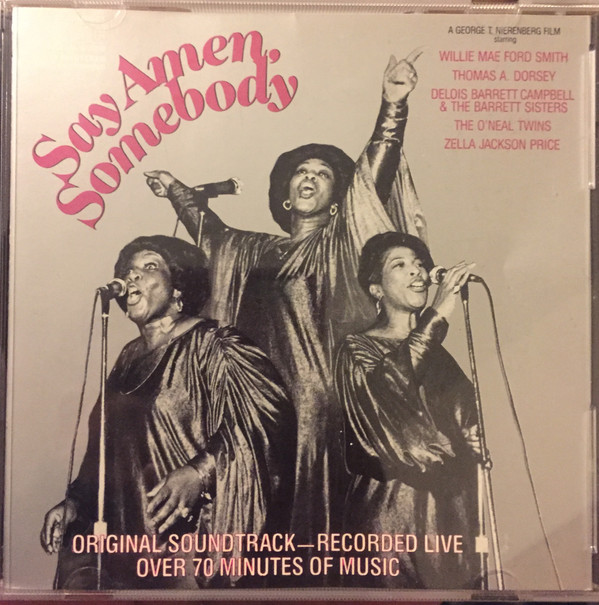 Say Amen,
Somebody
A GEORGE T. NIERENBERG FILM
starring
WILLIE MAE FORD SMITH
THOMAS A. DORSEY
DELOIS BARRETT CAMPBELL
& THE BARRETT SISTERS
THE O'NEAL TWINS
ZELLA JACKSON PRICE
ORIGINAL SOUNDTRACK—RECORDED LIVE
OVER 70 MINUTES OF MUSIC